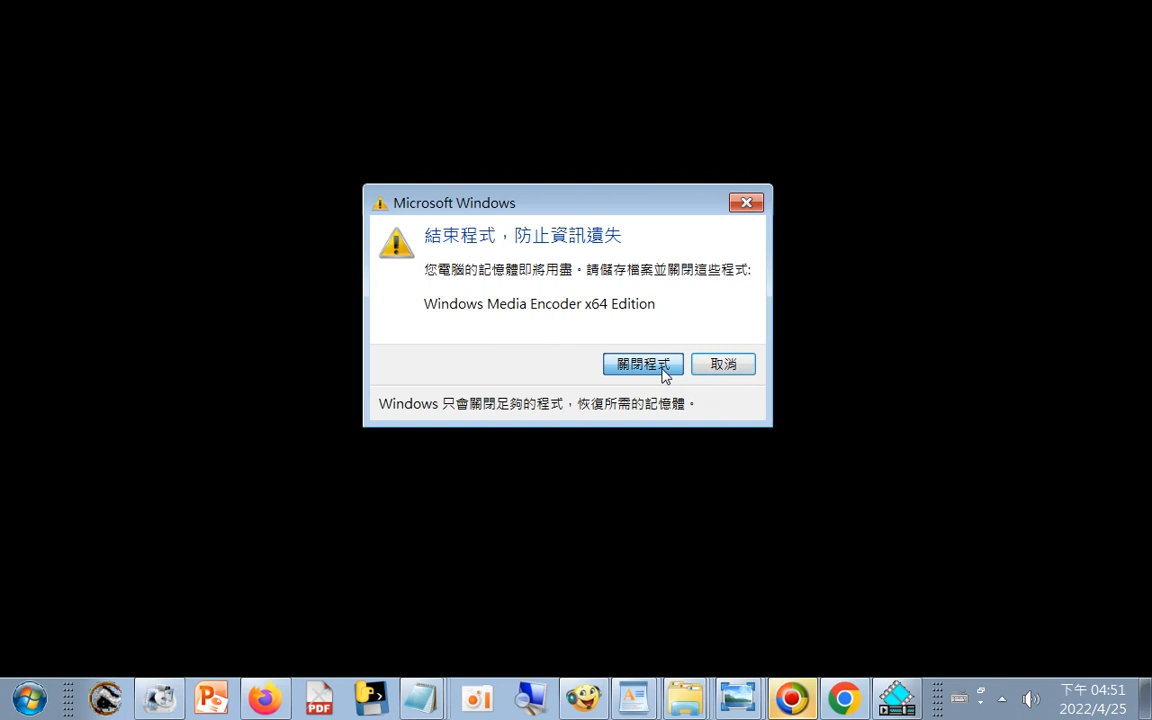 Microsoft Windows
結束程式，防止資訊遺失
您電腦的記憶體即將用盡。請儲存檔案並關閉這些程式:
Windows Media Encoder x64 Edition
關閉程式
取消
Windows 只會關閉足夠的程式，恢復所需的記憶體。
PDF
下午 04:51
2022/4/25